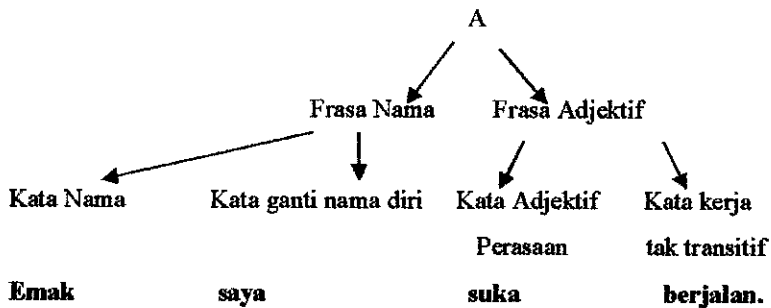 A
Frasa Nama Frasa Adjektif
Kata Nama Kata ganti nama diri Kata Adjektif Kata kerja
Perasaan tak transitif
Emak saya suka berjalan.